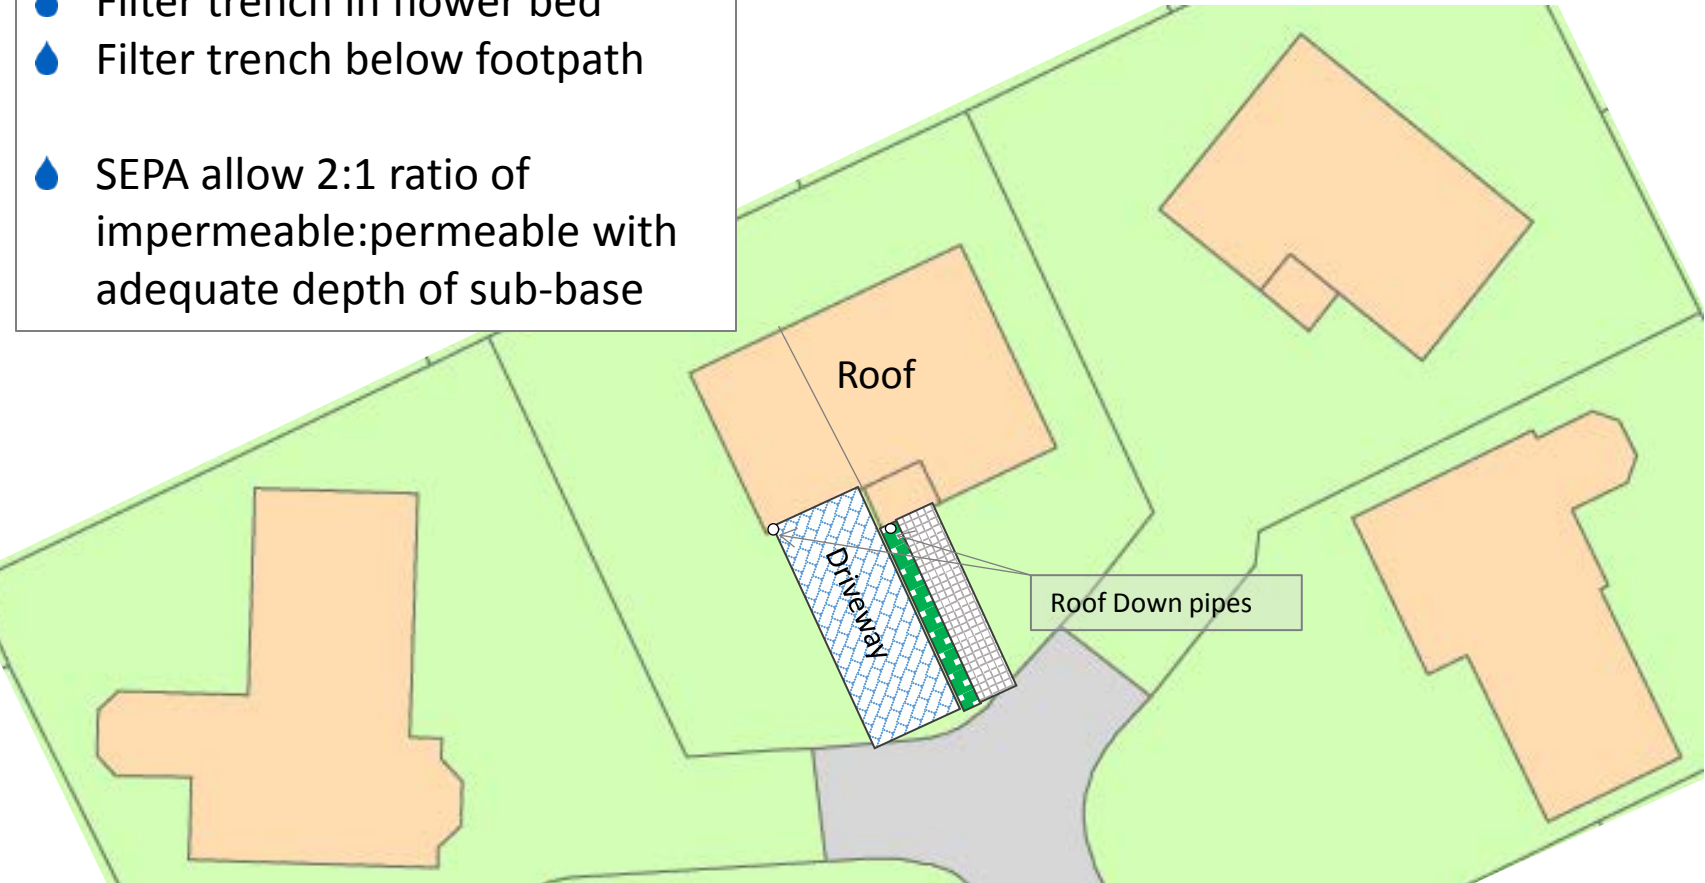 Filter trench in flower bed
Filter trench below footpath
SEPA allow 2:1 ratio of
impermeable:permeable with
adequate depth of sub-base
Roof
Driveway
Roof Down pipes